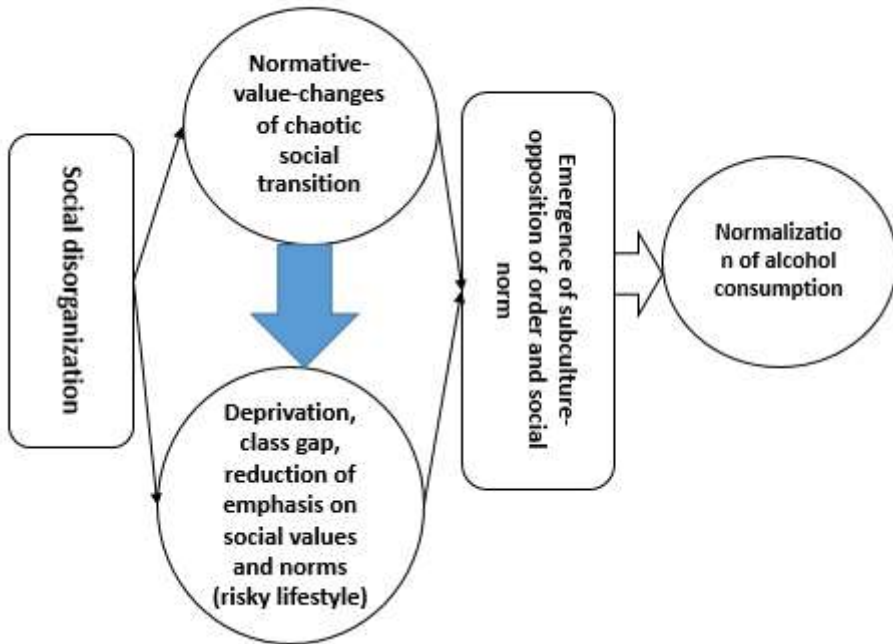 Social disorganization
Normative-
value-changes
of chaotic
social
transition
Deprivation,
class gap,
reduction of
emphasis on
social values
and norms
(risky lifestyle)
Emergence of subculture-
opposition of order and social
norm
Normalizatio
n of alcohol
consumption